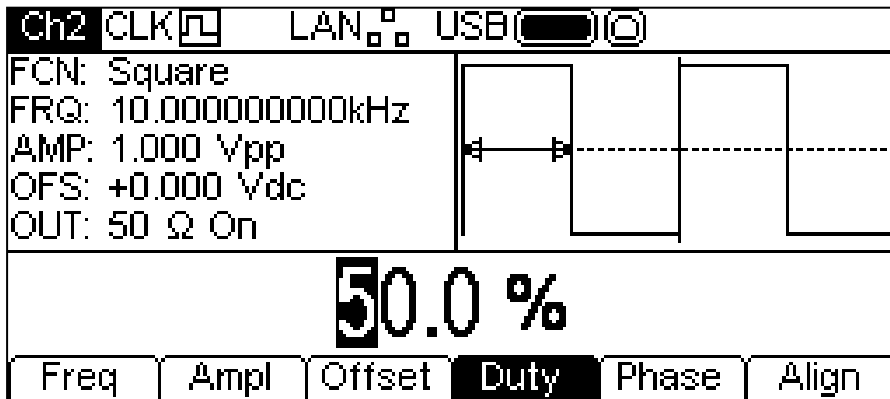 Ch2 CLK LAN USB
FCN: Square
FRQ: 10.000000000kHz
AMP: 1.000 Vpp
OFS: +0.000 Vdc
OUT: 50 Ω On
50.0 %
Freq Ampl Offset Duty Phase Align